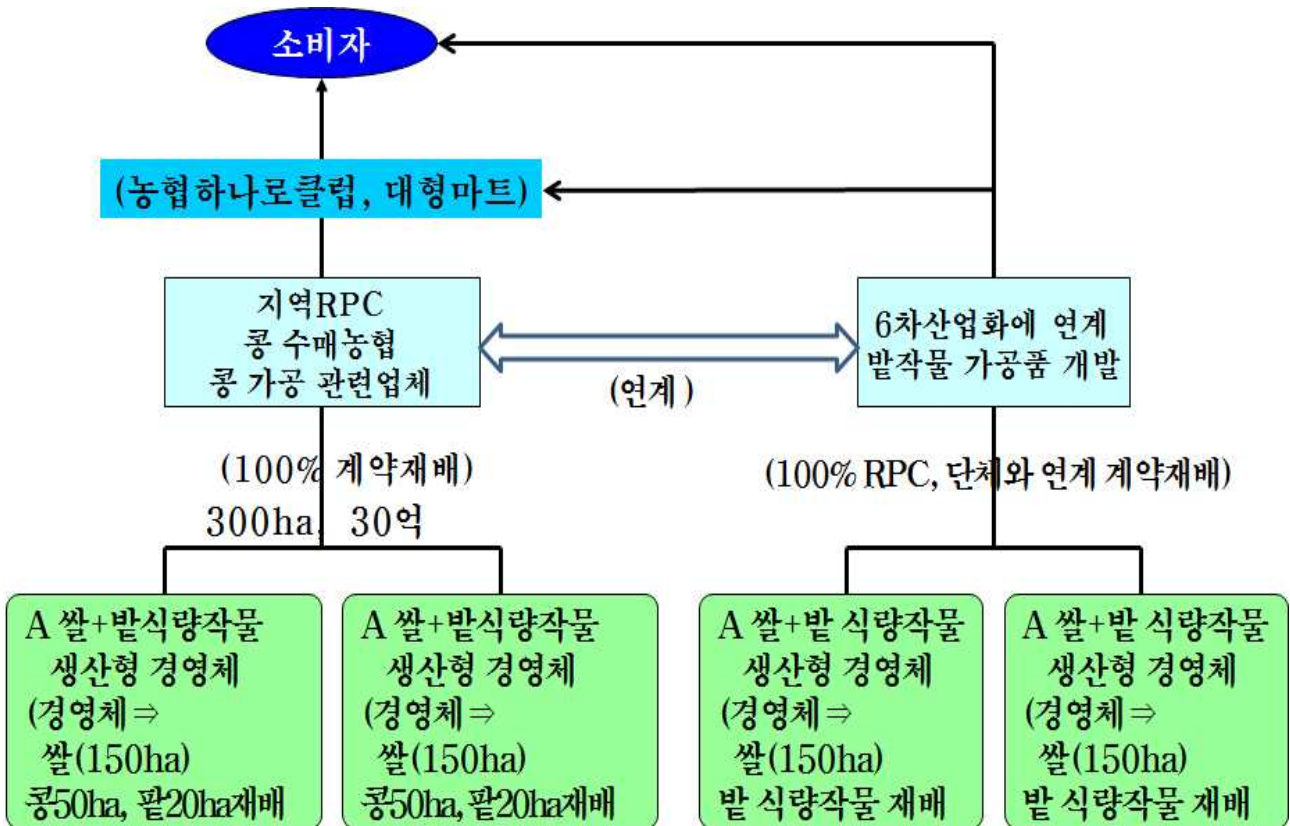 소비자
(농협하나로클럽, 대형마트)
지역RPC
콩 수매농협
콩 가공 관련업체
6차산업화에 연계
밭작물 가공품 개발
(연계)
(100% 계약재배)
300ha, 30억
(100% RPC, 단체와 연계 계약재배)
A 쌀+밭식량작물
생산형 경영체
(경영체⇒
쌀(150ha)
콩50ha, 팥20ha재배
A 쌀+밭식량작물
생산형 경영체
(경영체⇒
쌀(150ha)
콩50ha, 팥20ha재배
A 쌀+밭 식량작물
생산형 경영체
(경영체⇒
쌀(150ha)
밭 식량작물 재배
A 쌀+밭 식량작물
생산형 경영체
(경영체⇒
쌀(150ha)
밭 식량작물 재배